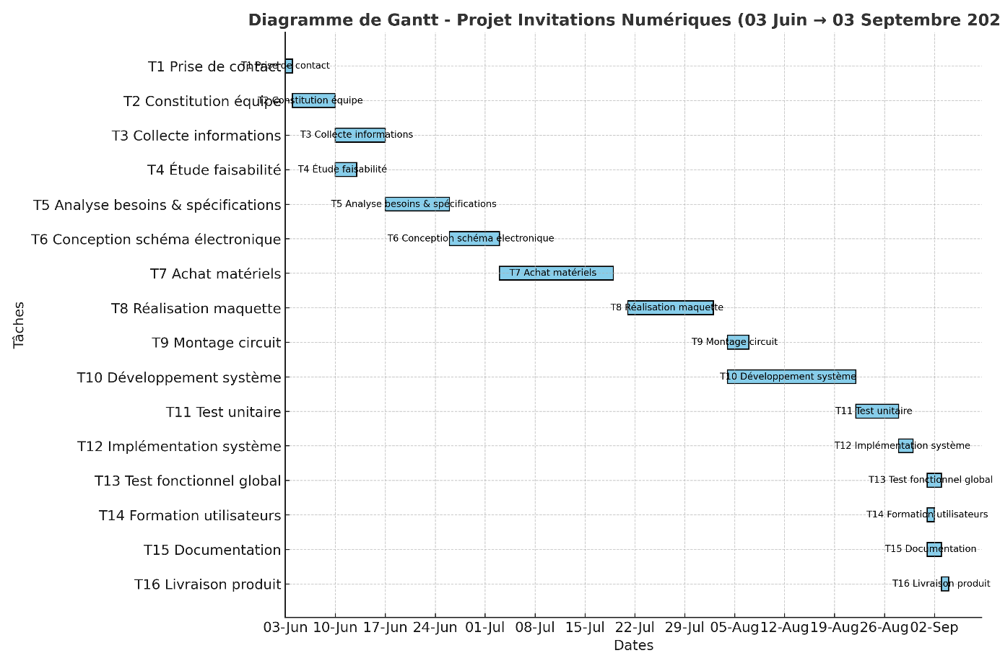 Diagramme de Gantt - Projet Invitations Numériques (03 Juin → 03 Septembre 202
T1 Prise de contact T1 Prise de contact
T2 Constitution équipe T2 Constitution équipe
T3 Collecte informations T3 Collecte informations
T4 Étude faisabilité T4 Étude faisabilité
T5 Analyse besoins & spécifications T5 Analyse besoins & spécifications
T6 Conception schéma électronique T6 Conception schéma électronique
T7 Achat matériels T7 Achat matériels
T8 Réalisation maquette T8 Réalisation maquette
T9 Montage circuit T9 Montage circuit
T10 Développement système T10 Développement système
T11 Test unitaire T11 Test unitaire
T12 Implémentation système T12 Implémentation système
T13 Test fonctionnel global T13 Test fonctionnel global
T14 Formation utilisateurs T14 Formation utilisateurs
T15 Documentation T15 Documentation
T16 Livraison produit T16 Livraison produit
Tâches
03-Jun 10-Jun 17-Jun 24-Jun 01-Jul 08-Jul 15-Jul 22-Jul 29-Jul 05-Aug 12-Aug 19-Aug 26-Aug 02-Sep
Dates